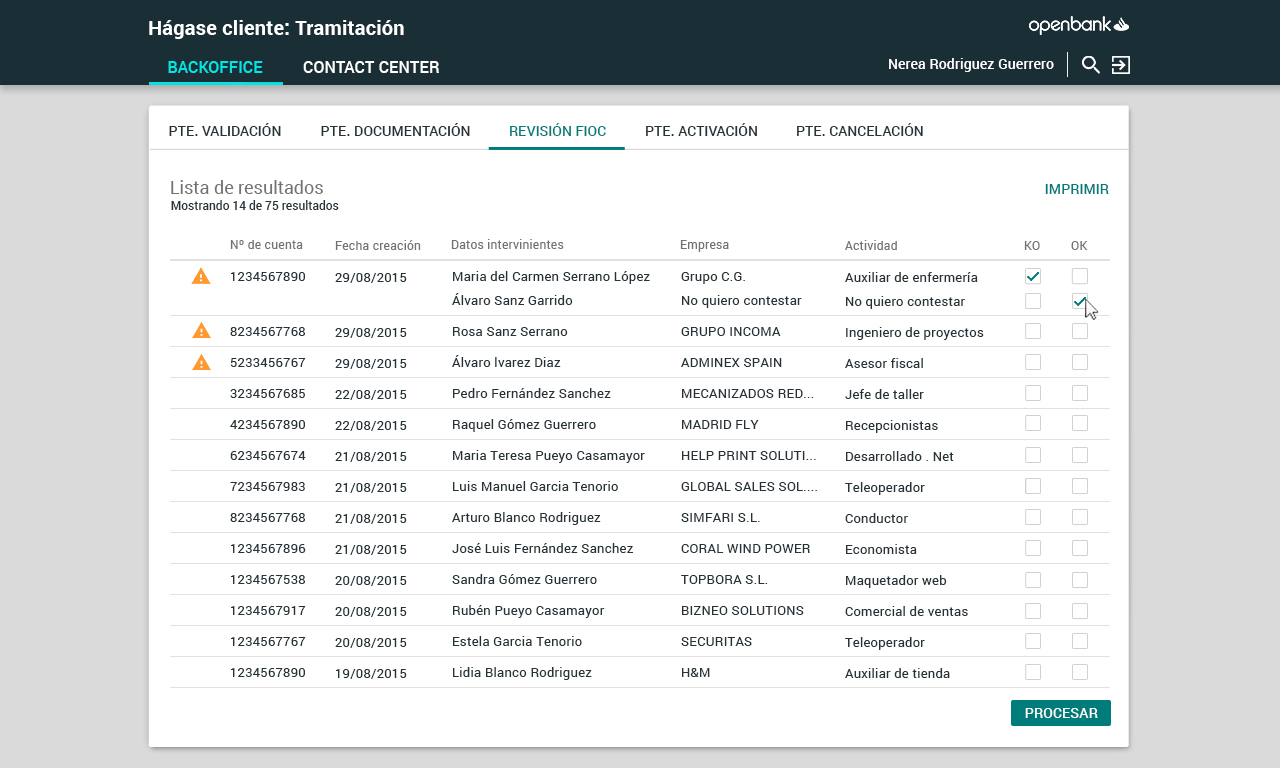 Hágase cliente: Tramitación
openbank
BACKOFFICE CONTACT CENTER
Nerea Rodriguez Guerrero
PTE. VALIDACIÓN PTE. DOCUMENTACIÓN REVISIÓN FIOC PTE. ACTIVACIÓN PTE. CANCELACIÓN
Lista de resultados
IMPRIMIR
Mostrando 14 de 75 resultados
Nº de cuenta Fecha creación Datos intervinientes Empresa Actividad KO OK
1234567890 29/08/2015 Maria del Carmen Serrano López Grupo C.G. Auxiliar de enfermería
Álvaro Sanz Garrido No quiero contestar No quiero contestar
8234567768 29/08/2015 Rosa Sanz Serrano GRUPO INCOMA Ingeniero de proyectos
5233456767 29/08/2015 Álvaro lvarez Diaz ADMINEX SPAIN Asesor fiscal
3234567685 22/08/2015 Pedro Fernández Sanchez MECANIZADOS RED... Jefe de taller
4234567890 22/08/2015 Raquel Gómez Guerrero MADRID FLY Recepcionistas
6234567674 21/08/2015 Maria Teresa Pueyo Casamayor HELP PRINT SOLUTI... Desarrollado . Net
7234567983 21/08/2015 Luis Manuel Garcia Tenorio GLOBAL SALES SOL.... Teleoperador
8234567768 21/08/2015 Arturo Blanco Rodriguez SIMFARI S.L. Conductor
1234567896 21/08/2015 José Luis Fernández Sanchez CORAL WIND POWER Economista
1234567538 20/08/2015 Sandra Gómez Guerrero TOPBORA S.L. Maquetador web
1234567917 20/08/2015 Rubén Pueyo Casamayor BIZNEO SOLUTIONS Comercial de ventas
1234567767 20/08/2015 Estela Garcia Tenorio SECURITAS Teleoperador
1234567890 19/08/2015 Lidia Blanco Rodriguez H&M Auxiliar de tienda
PROCESAR